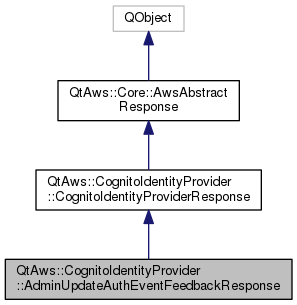 QObject
QtAws::Core::AwsAbstract
Response
QtAws::CognitoIdentityProvider
::CognitoIdentityProviderResponse
QtAws::CognitoIdentityProvider
::AdminUpdateAuthEventFeedbackResponse